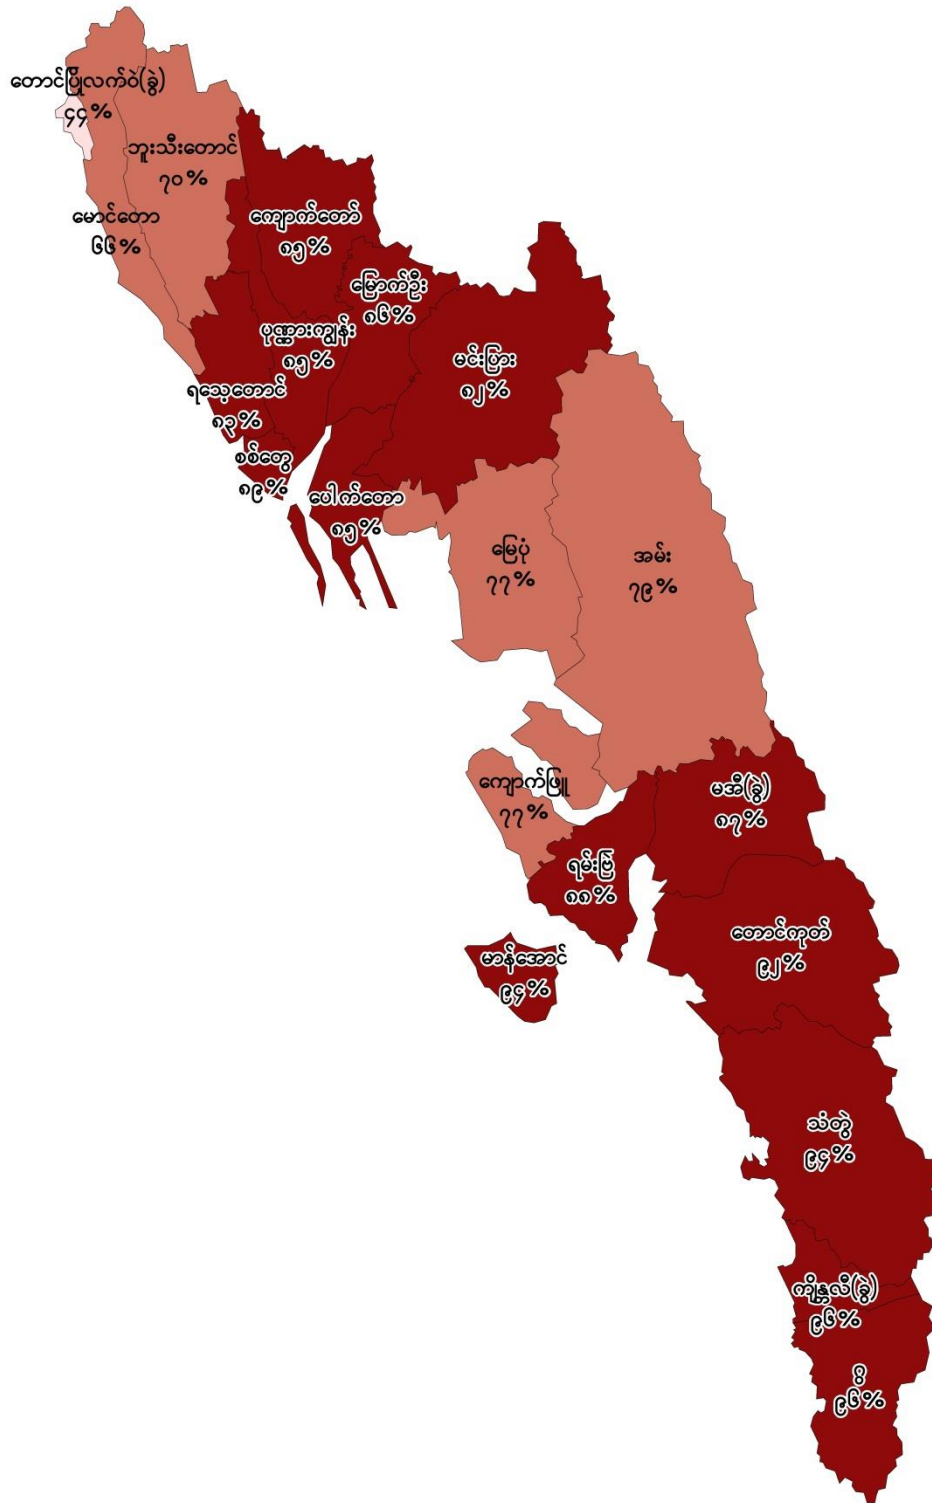 တောင်ပြိုလက်ဝဲ(ခွဲ)
၄၄%
ဘူးသီးတောင်
၇၀%
မောင်တော
၆၆%
ကျောက်တော်
၈၅%
မြောက်ဦး
၈၆%
ပုဏ္ဏားကျွန်း
၈၅%
မင်းပြား
၈၂%
ရသေ့တောင်
၈၃%
စစ်တွေ
၈၉%
ပေါက်တော
၈၅%
မြေပုံ
၇၇%
အမ်း
၇၉%
ကျောက်ဖြူ
၇၇%
မအီ(ခွဲ)
၈၇%
ရမ်းဗြဲ
၈၈%
တောင်ကုတ်
၉၂%
မာန်အောင်
၉၄%
သံတွဲ
၉၄%
ကျိန္တလီ(ခွဲ)
၉၆%
ဂွ
၉၆%